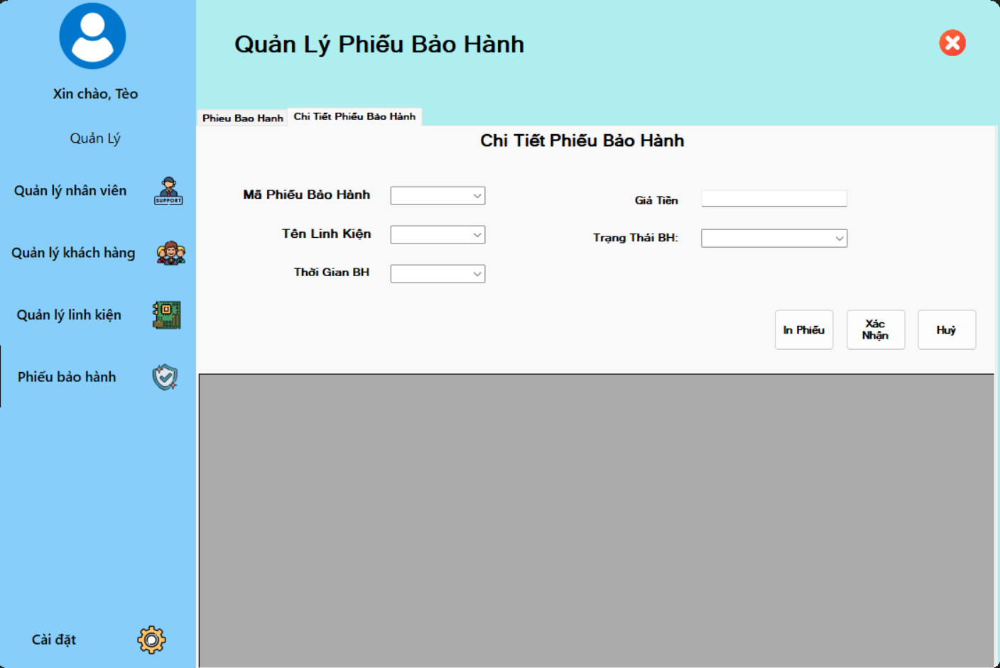 Xin chào, Tèo
Quản Lý
Quản lý nhân viên
SUPPORT
Quản lý khách hàng
Quản lý linh kiện
Phiếu bảo hành
Cài đặt
Quản Lý Phiếu Bảo Hành
Phieu Bao Hanh
Chi Tiết Phiếu Bảo Hành
Chi Tiết Phiếu Bảo Hành
Mã Phiếu Bảo Hành
Giá Tiền
Tên Linh Kiện
Trạng Thái BH:
Thời Gian BH
In Phiếu
Xác
Nhận
Huỷ